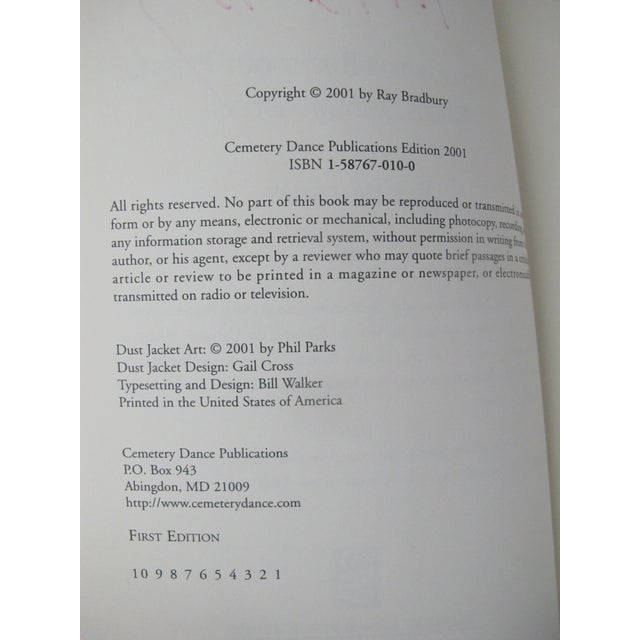 Copyright © 2001 by Ray Bradbury
Cemetery Dance Publications Edition 2001
ISBN 1-58767-010-0
All rights reserved. No part of this book may be reproduced or transmitted in
form or by any means, electronic or mechanical, including photocopy, recording,
any information storage and retrieval system, without permission in writing from
author, or his agent, except by a reviewer who may quote brief passages in a
article or review to be printed in a magazine or newspaper, or
transmitted on radio or television.
Dust Jacket Art: © 2001 by Phil Parks
Dust Jacket Design: Gail Cross
Typesetting and Design: Bill Walker
Printed in the United States of America
Cemetery Dance Publications
P.O. Box 943
Abingdon, MD 21009
http://www.cemeterydance.com
FIRST EDITION
10 9 8 7 6 5 4 3 2 1